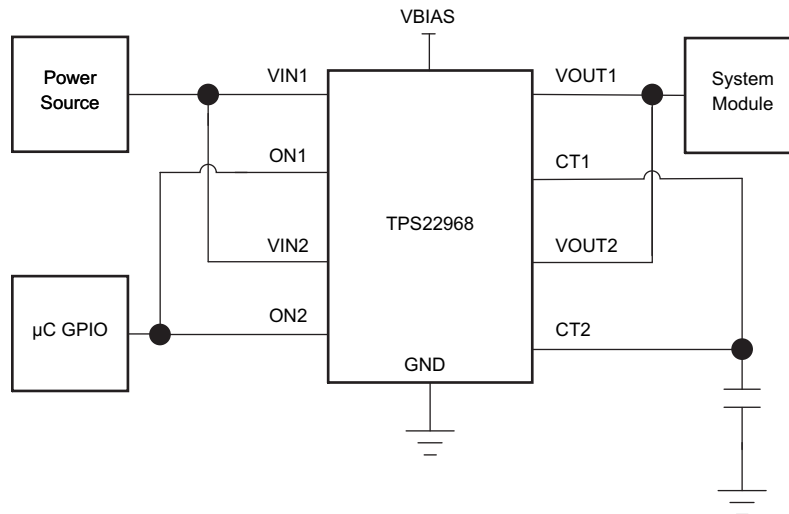 VBIAS
Power
Source
VIN1
VOUT1
System
Module
ON1
CT1
TPS22968
VIN2
VOUT2
µC GPIO
ON2
CT2
GND